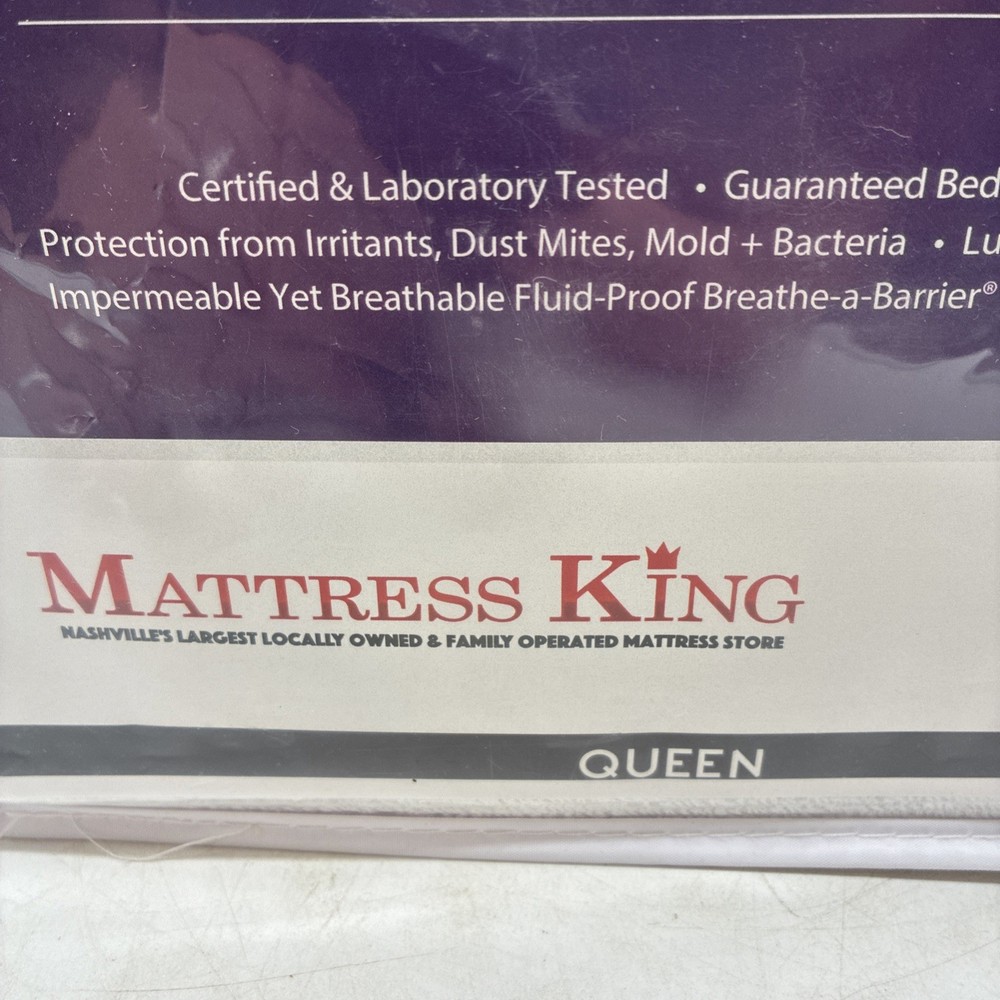 Certified & Laboratory Tested • Guaranteed Bed
Protection from Irritants, Dust Mites, Mold + Bacteria •
Impermeable Yet Breathable Fluid-Proof Breathe-a-Barrier®
MATTRESS KING
NASHVILLE'S LARGEST LOCALLY OWNED & FAMILY OPERATED MATTRESS STORE
QUEEN